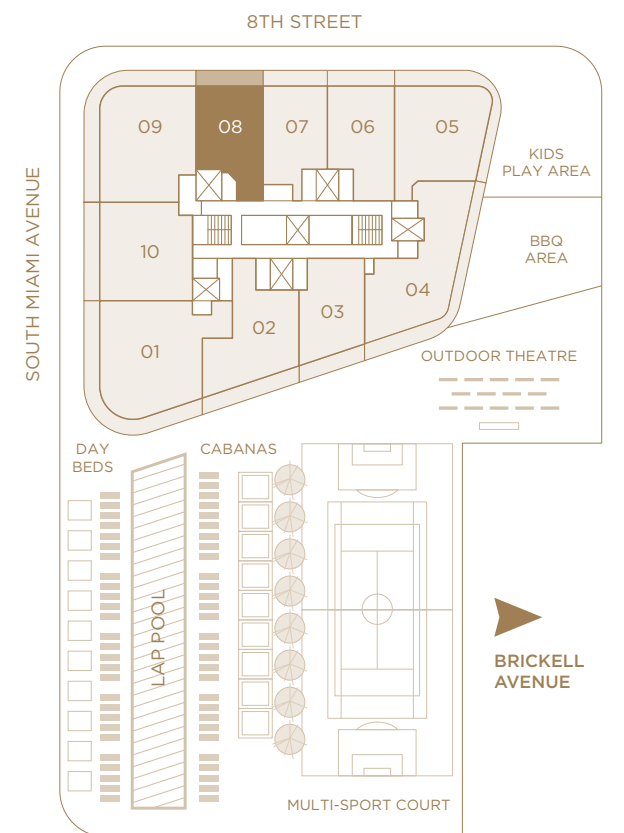 8TH STREET
SOUTH MIAMI AVENUE
09
08
07
06
05
KIDS
PLAY AREA
BBQ
AREA
10
04
03
02
01
OUTDOOR THEATRE
DAY
BEDS
CABANAS
LAP POOL
BRICKELL
AVENUE
MULTI-SPORT COURT